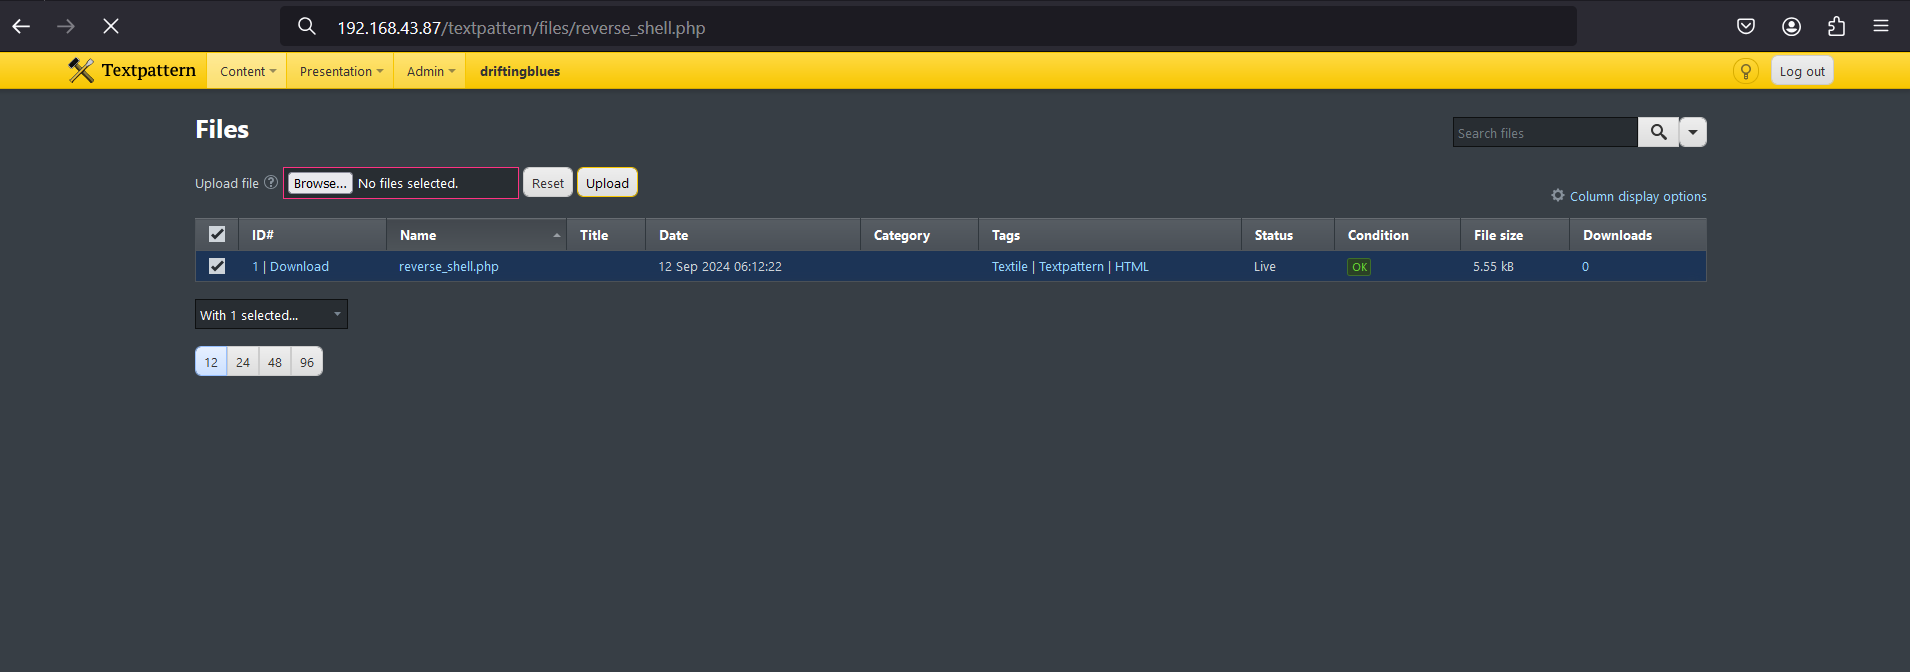 192.168.43.87/textpattern/files/reverse_shell.php
Textpattern Content Presentation Admin driftingblues Log out
Files
Search files
Upload file ? Browse... No files selected. Reset Upload
Column display options
ID# Name Title Date Category Tags Status Condition File size Downloads
1 | Download reverse_shell.php 12 Sep 2024 06:12:22 Textile | Textpattern | HTML Live OK 5.55 kB 0
With 1 selected...
12 24 48 96